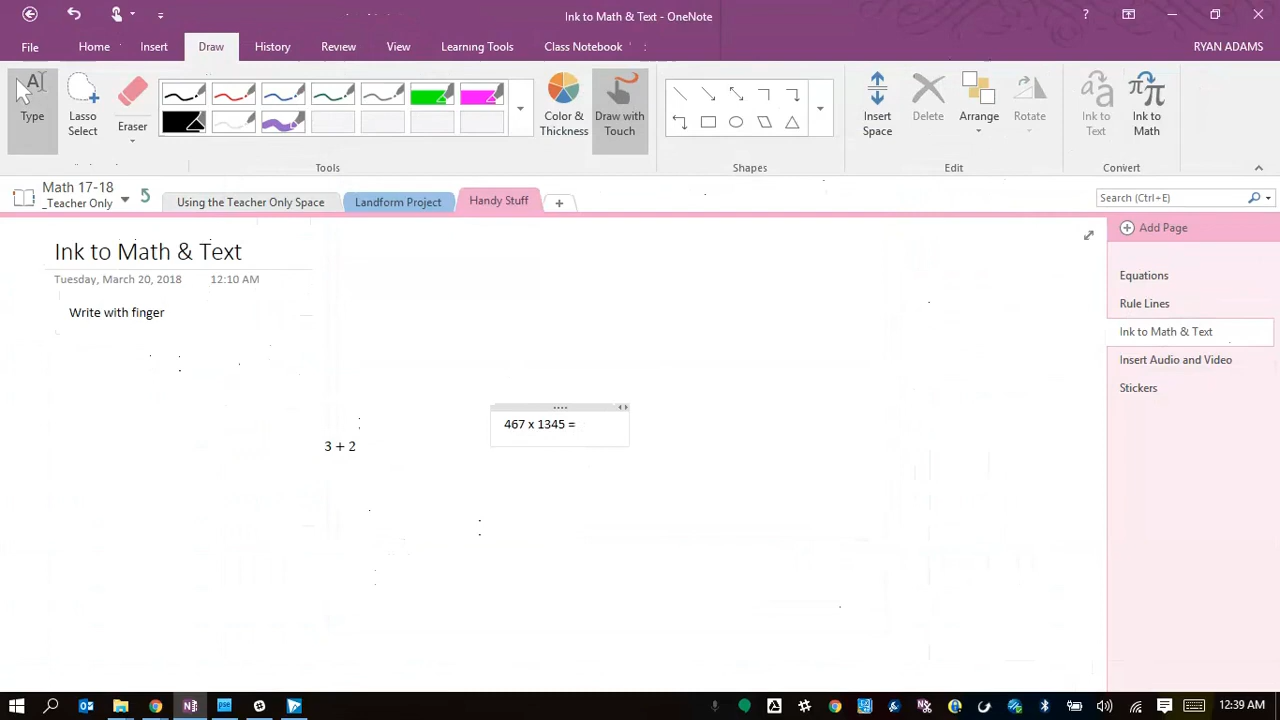 Ink to Math & Text - OneNote
?
File
Home
Insert
Draw
History
Review
View
Learning Tools
Class Notebook
RYAN ADAMS
Type
Lasso
Select
Eraser
Color &
Thickness
Draw with
Touch
Insert
Space
Delete
Arrange
Rotate
Ink to
Text
Ink to
Math
Tools
Shapes
Edit
Convert
Math 17-18
_Teacher Only
Using the Teacher Only Space
Landform Project
Handy Stuff
Search (Ctrl+E)
Add Page
Ink to Math & Text
Tuesday, March 20, 2018
12:10 AM
Write with finger
3 + 2
467 x 1345 =
Equations
Rule Lines
Ink to Math & Text
Insert Audio and Video
Stickers
12:39 AM